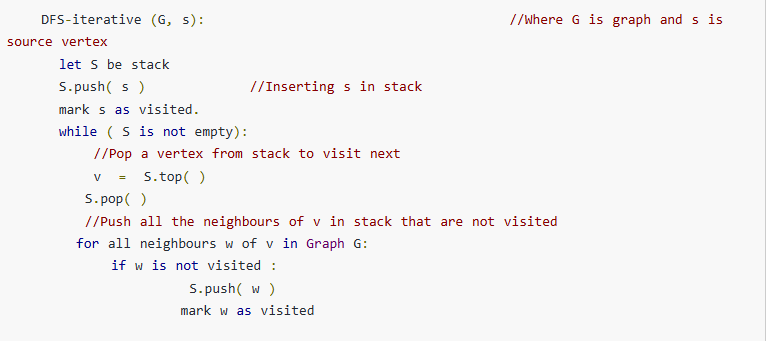 DFS-iterative (G, s): //Where G is graph and s is
source vertex
let S be stack
S.push( s ) //Inserting s in stack
mark s as visited.
while ( S is not empty):
//Pop a vertex from stack to visit next
v = S.top( )
S.pop( )
//Push all the neighbours of v in stack that are not visited
for all neighbours w of v in Graph G:
if w is not visited :
S.push( w )
mark w as visited